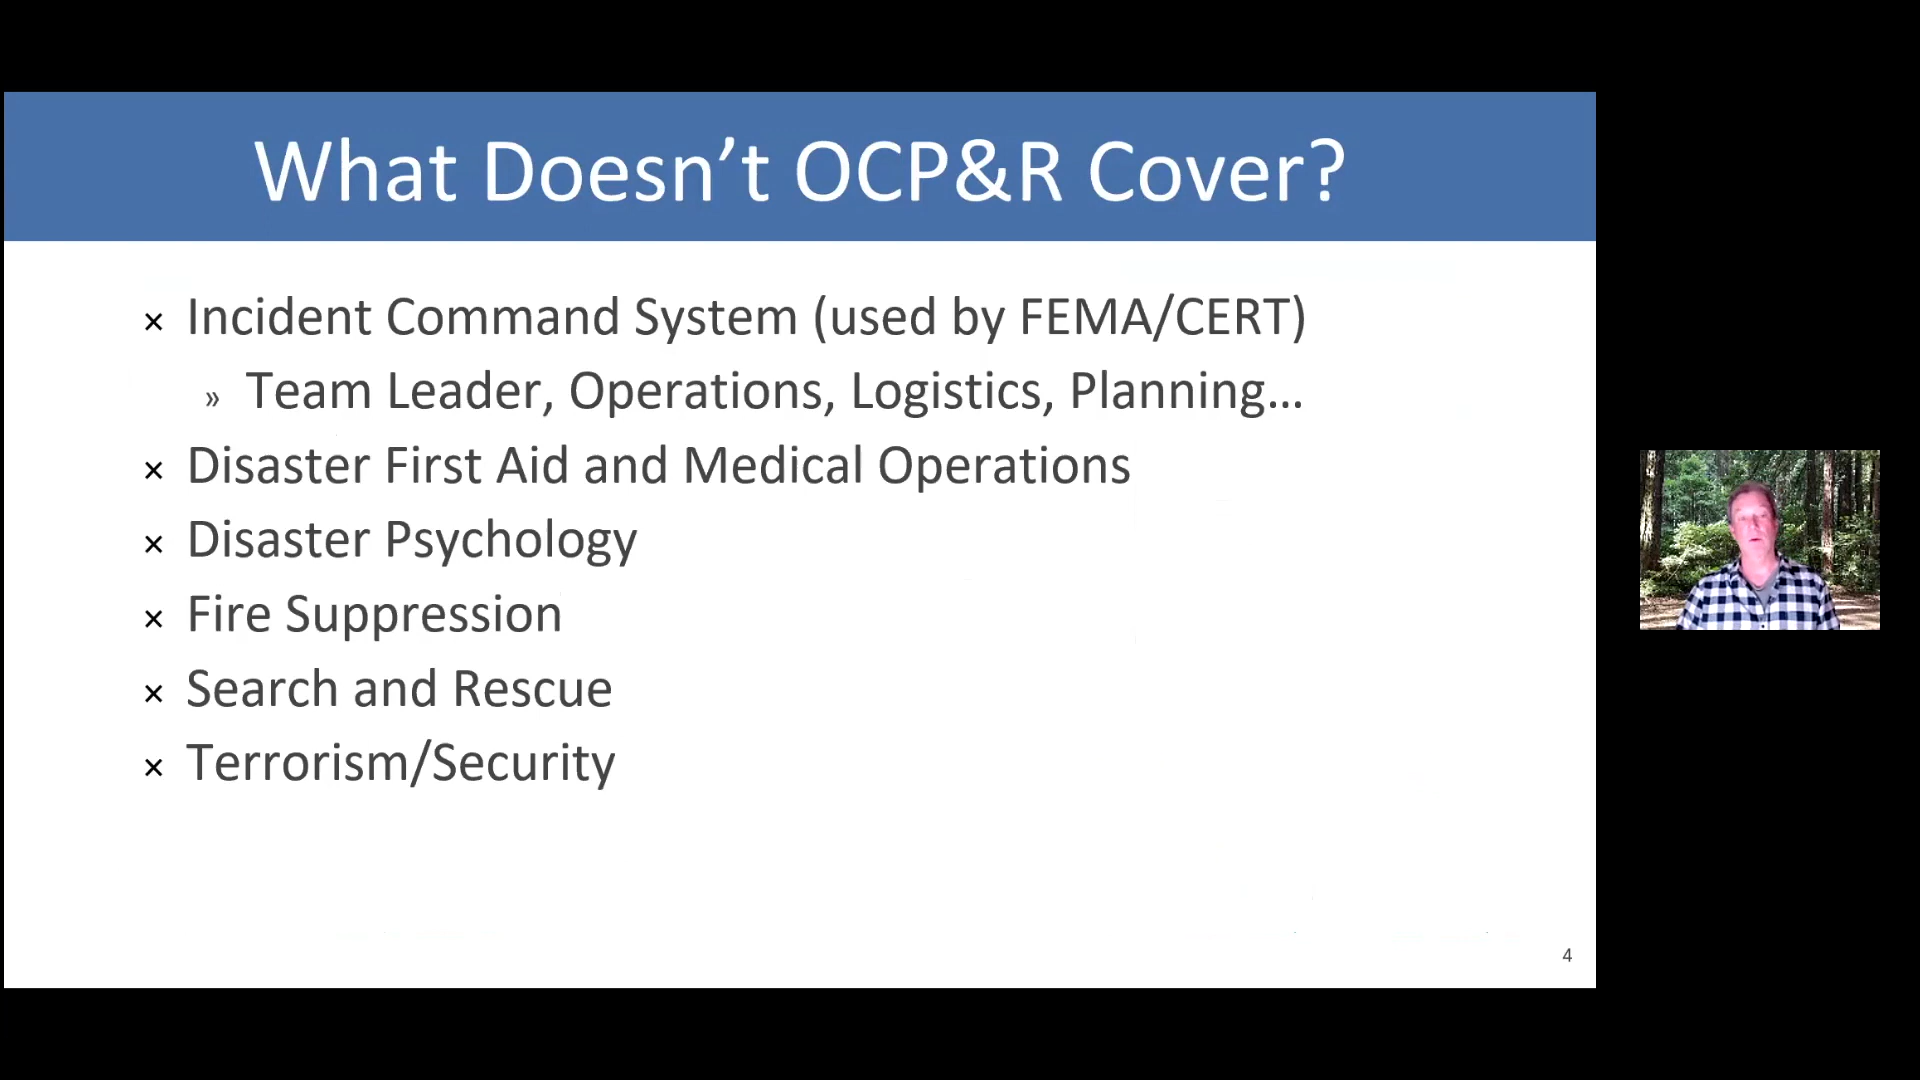 What Doesn’t OCP&R Cover?
× Incident Command System (used by FEMA/CERT)
» Team Leader, Operations, Logistics, Planning…
× Disaster First Aid and Medical Operations
× Disaster Psychology
× Fire Suppression
× Search and Rescue
× Terrorism/Security
4